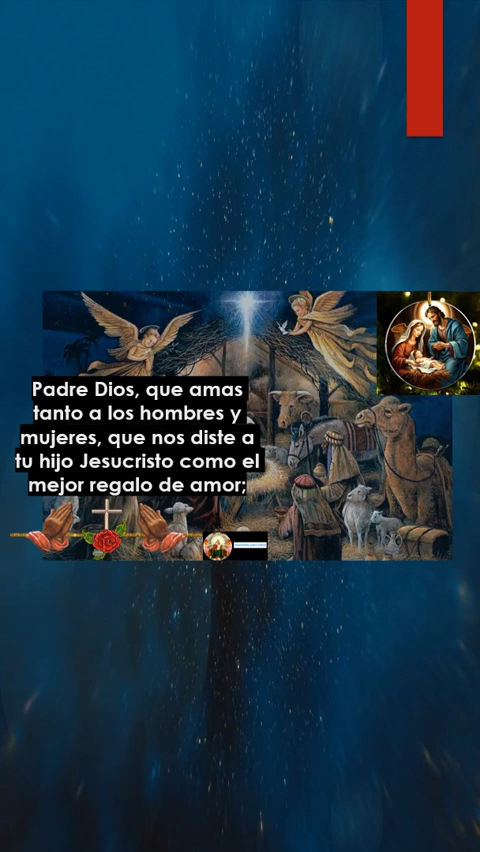 Padre Dios, que amas
tanto a los hombres y
mujeres, que nos diste a
tu hijo Jesucristo como el
mejor regalo de amor;